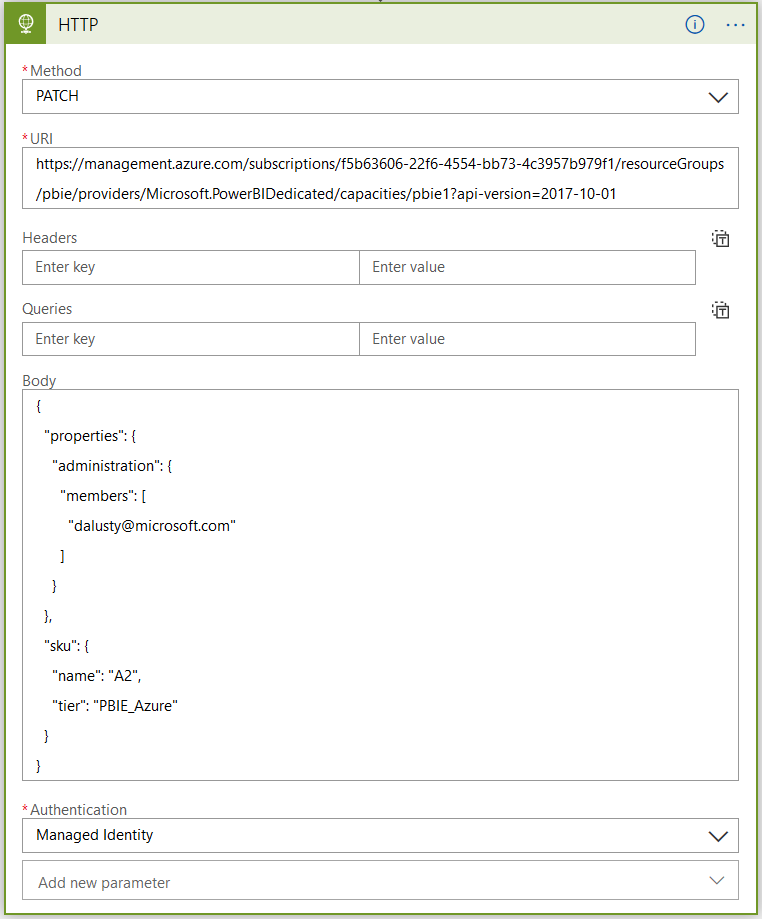 HTTP
*Method
PATCH
*URI
https://management.azure.com/subscriptions/f5b63606-22f6-4554-bb73-4c3957b979f1/resourceGroups
/pbie/providers/Microsoft.PowerBIDedicated/capacities/pbie1?api-version=2017-10-01
Headers
Enter key Enter value
Queries
Enter key Enter value
Body
{
"properties": {
"administration": {
"members": [
"dalusty@microsoft.com"
]
}
},
"sku": {
"name": "A2",
"tier": "PBIE_Azure"
}
}
*Authentication
Managed Identity
Add new parameter